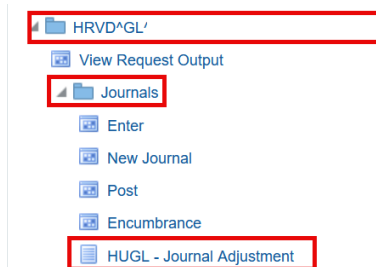 HRVD^GL^
View Request Output
Journals
Enter
New Journal
Post
Encumbrance
HUGL - Journal Adjustment